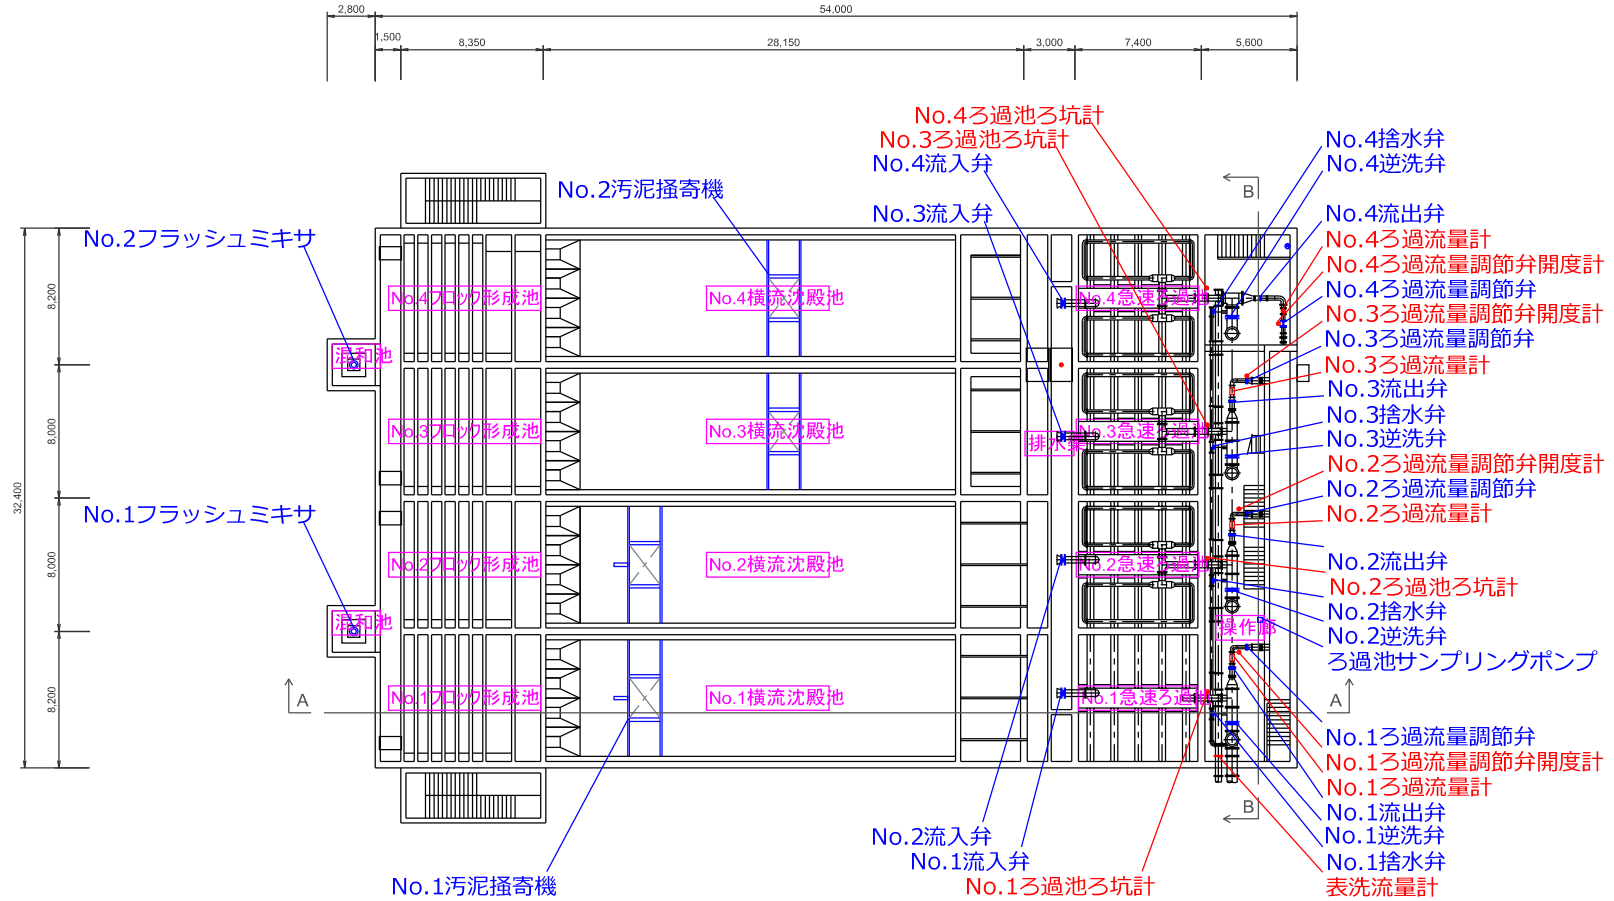 2,800
54,000
1,500
8,350
28,150
3,000
7,400
5,600
No.4ろ過池ろ坑計
No.3ろ過池ろ坑計
No.4流入弁
No.3流入弁
No.2汚泥掻寄機
No.2フラッシュミキサ
No.1フラッシュミキサ
B
No.4捨水弁
No.4逆洗弁
No.4流出弁
No.4ろ過流量計
No.4ろ過流量調節弁開度計
No.4ろ過流量調節弁
No.3ろ過流量調節弁開度計
No.3ろ過流量調節弁
No.3ろ過流量計
No.3流出弁
No.3捨水弁
No.3逆洗弁
No.2ろ過流量調節弁開度計
No.2ろ過流量調節弁
No.2ろ過流量計
No.2流出弁
No.2ろ過池ろ坑計
No.2捨水弁
No.2逆洗弁
ろ過池サンプリングポンプ
No.1ろ過流量調節弁
No.1ろ過流量調節弁開度計
No.1ろ過流量計
No.1流出弁
No.1逆洗弁
No.1捨水弁
表洗流量計
8,200
8,000
8,000
8,200
32,400
混和池
混和池
No.4フロック形成池
No.4横流沈殿池
No.4急速ろ過池
No.3フロック形成池
No.3横流沈殿池
排水渠
No.3急速ろ過池
No.2フロック形成池
No.2横流沈殿池
No.2急速ろ過池
操作廊
No.1フロック形成池
No.1横流沈殿池
No.1急速ろ過池
A
A
B
No.2流入弁
No.1流入弁
No.1ろ過池ろ坑計
No.1汚泥掻寄機